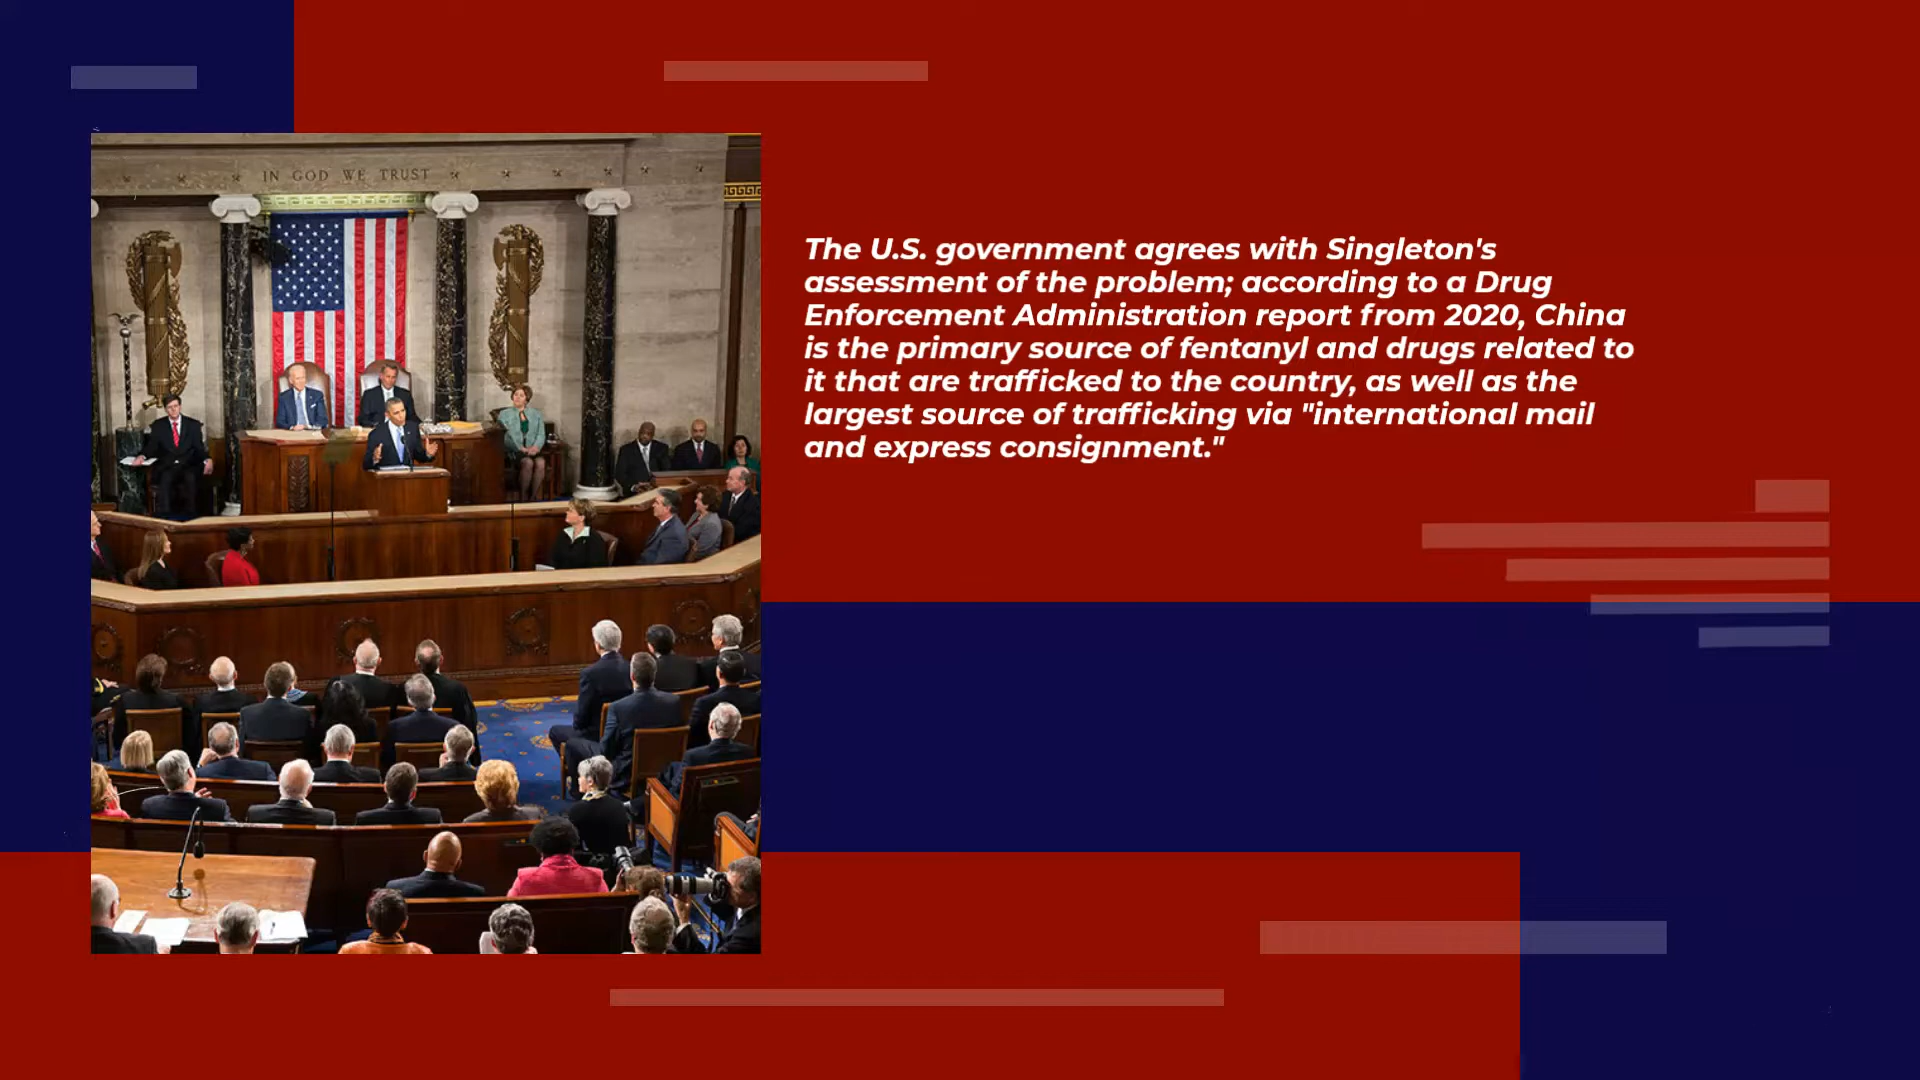 IN GOD WE TRUST
The U.S. government agrees with Singleton's
assessment of the problem; according to a Drug
Enforcement Administration report from 2020, China
is the primary source of fentanyl and drugs related to
it that are trafficked to the country, as well as the
largest source of trafficking via "international mail
and express consignment."